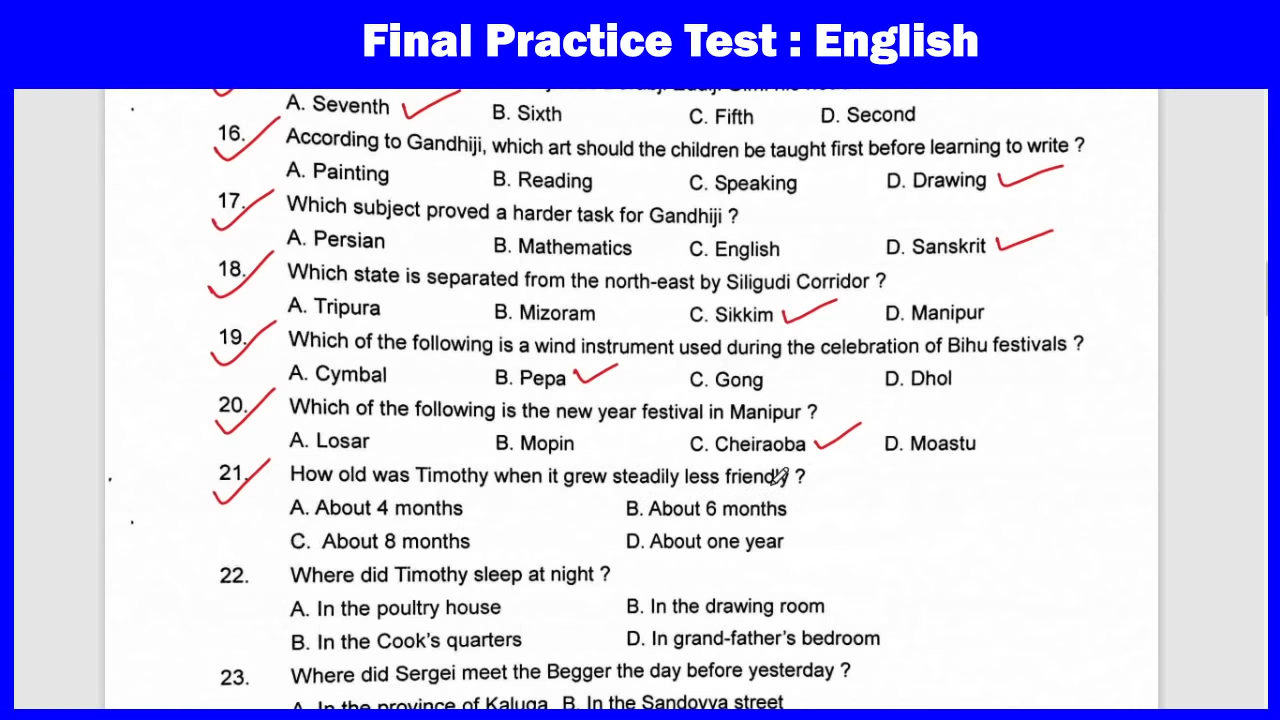 Final Practice Test : English
A. Seventh B. Sixth C. Fifth D. Second
16. According to Gandhiji, which art should the children be taught first before learning to write ?
A. Painting B. Reading C. Speaking D. Drawing
17. Which subject proved a harder task for Gandhiji ?
A. Persian B. Mathematics C. English D. Sanskrit
18. Which state is separated from the north-east by Siligudi Corridor ?
A. Tripura B. Mizoram C. Sikkim D. Manipur
19. Which of the following is a wind instrument used during the celebration of Bihu festivals ?
A. Cymbal B. Pepa C. Gong D. Dhol
20. Which of the following is the new year festival in Manipur ?
A. Losar B. Mopin C. Cheiraoba D. Moastu
21. How old was Timothy when it grew steadily less friendly ?
A. About 4 months B. About 6 months
C. About 8 months D. About one year
22. Where did Timothy sleep at night ?
A. In the poultry house B. In the drawing room
B. In the Cook's quarters D. In grand-father's bedroom
23. Where did Sergei meet the Begger the day before yesterday ?
A. In the province of Kaluga B. In the Sandovya street